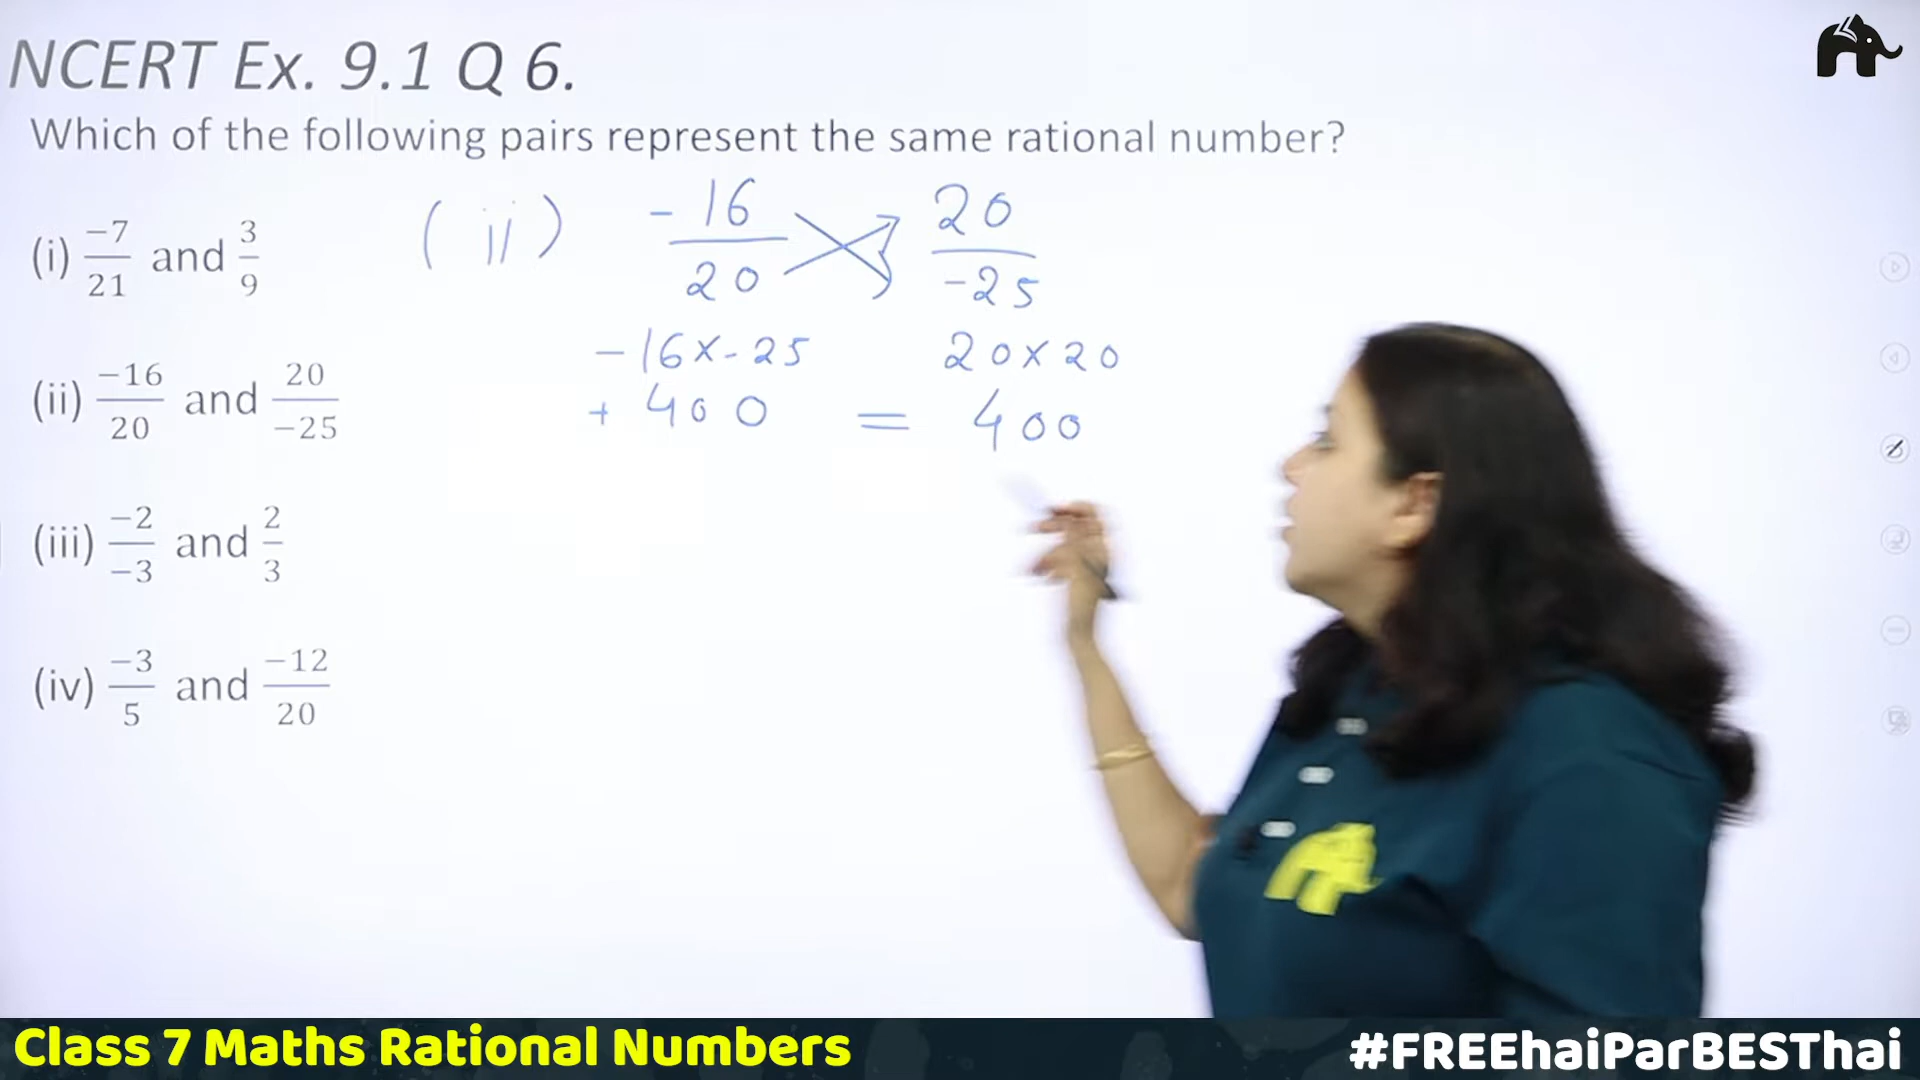 NCERT Ex. 9.1 Q 6.
Which of the following pairs represent the same rational number?
(i) −7/21 and 3/9
(ii) −16/20 and 20/−25
(iii) −2/−3 and 2/3
(iv) −3/5 and −12/20
(ii) -16/20 20/-25
-16×-25 20×20
+400 = 400
Class 7 Maths Rational Numbers
#FREEhaiParBESThai